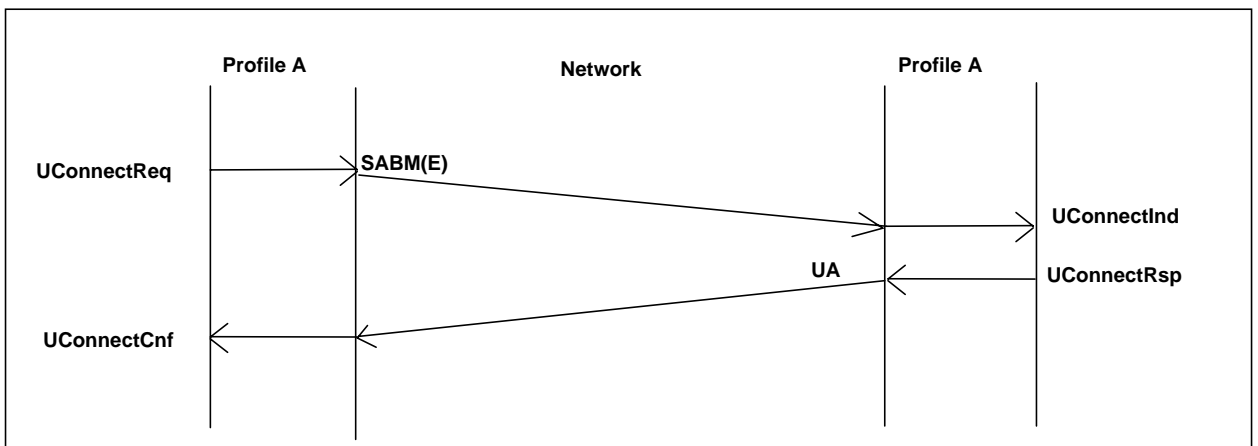 Profile A
Network
Profile A
UConnectReq
SABM(E)
UConnectInd
UA
UConnectRsp
UConnectCnf